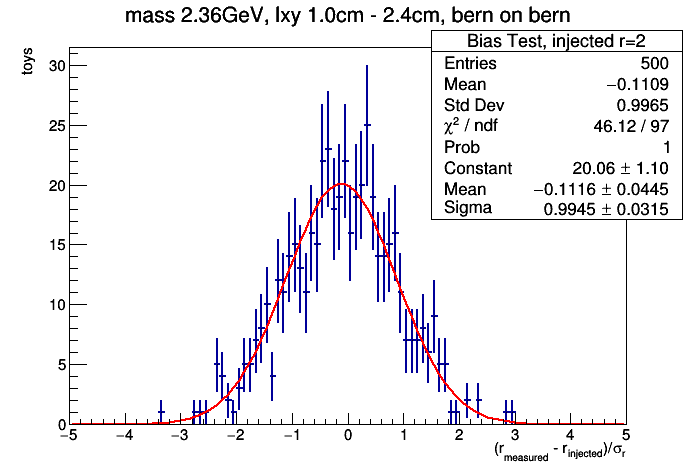 mass 2.36GeV, lxy 1.0cm - 2.4cm, bern on bern
Bias Test, injected r=2
Entries 500
Mean −0.1109
Std Dev 0.9965
χ² / ndf 46.12 / 97
Prob 1
Constant 20.06 ± 1.10
Mean −0.1116 ± 0.0445
Sigma 0.9945 ± 0.0315
toys
30
25
20
15
10
5
0
−5 −4 −3 −2 −1 0 1 2 3 4 5
(r_measured - r_injected)/σ_r